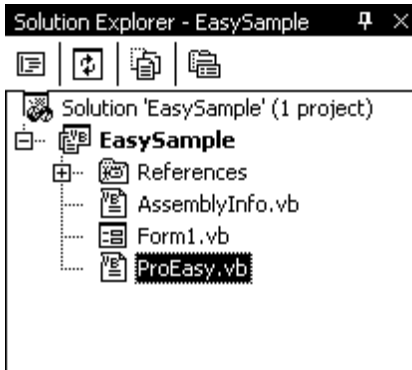 Solution Explorer - EasySample
Solution 'EasySample' (1 project)
EasySample
References
AssemblyInfo.vb
Form1.vb
ProEasy.vb